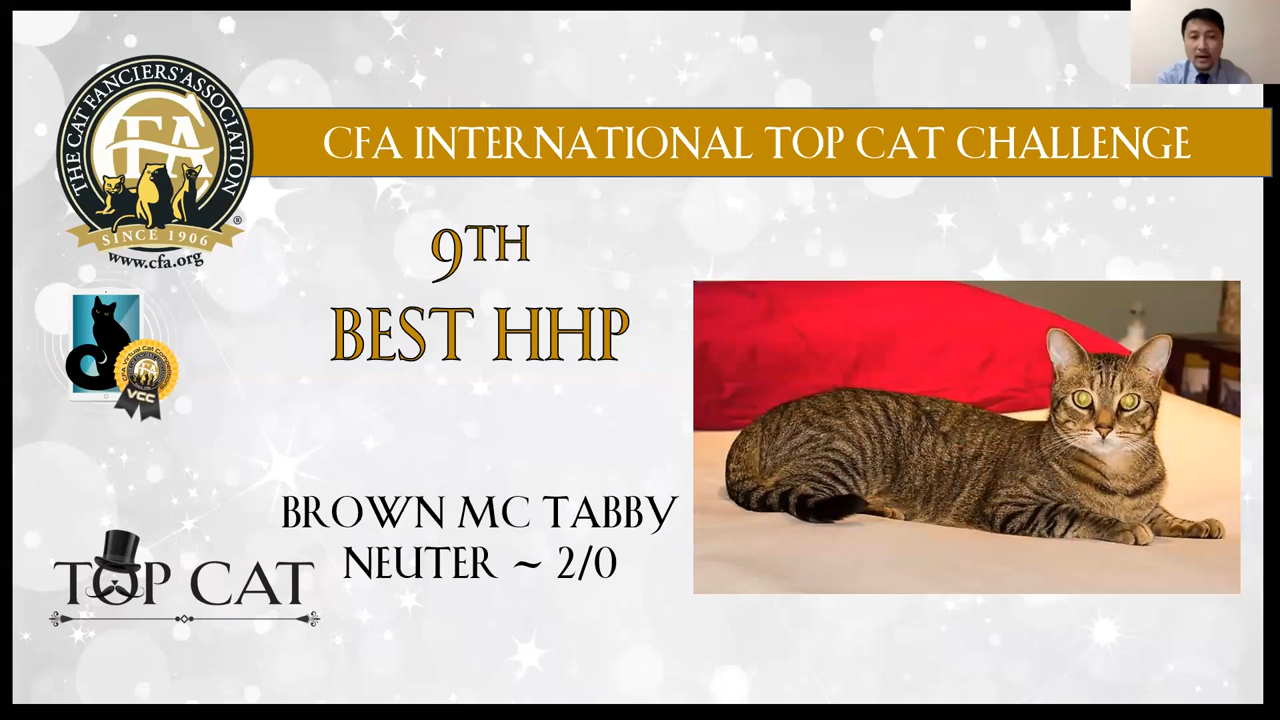 THE CAT FANCIERS' ASSOCIATION
CFA
SINCE 1906
®
www.cfa.org
CFA INTERNATIONAL TOP CAT CHALLENGE
9TH
BEST HHP
VCC
BROWN MC TABBY
NEUTER ~ 2/0
TOP CAT